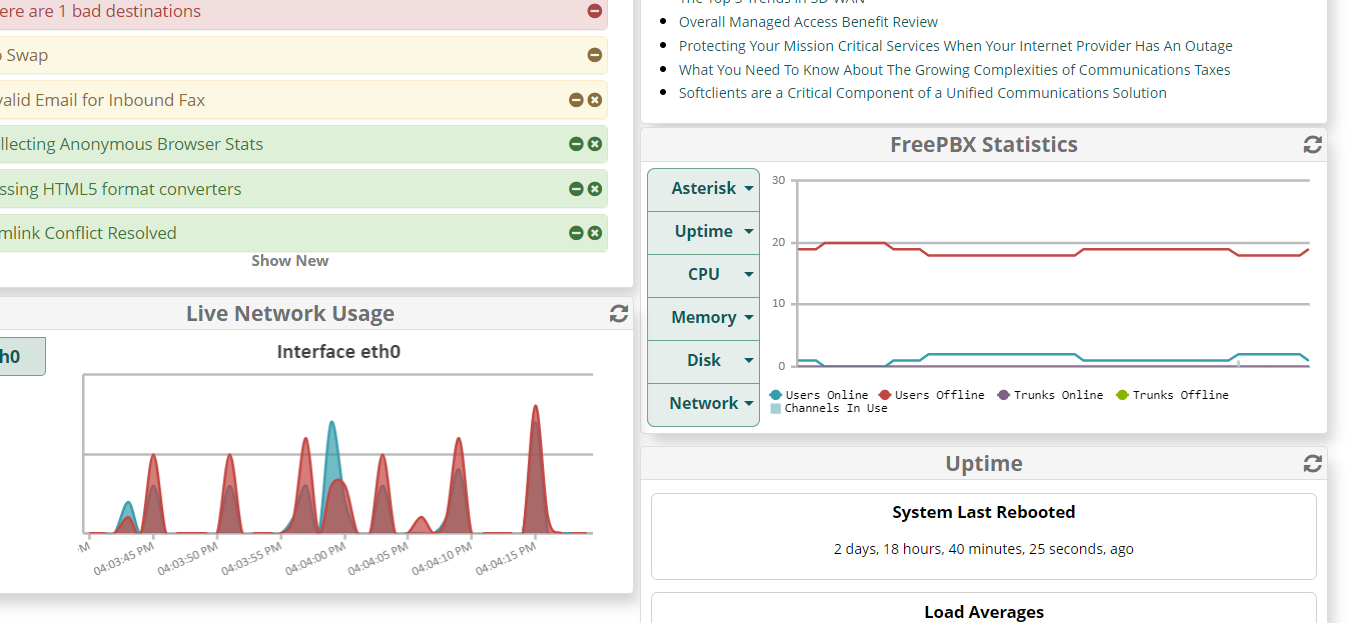 ere are 1 bad destinations
Swap
valid Email for Inbound Fax
llecting Anonymous Browser Stats
ssing HTML5 format converters
mlink Conflict Resolved
Show New
Live Network Usage
h0
Interface eth0
04:03:45 PM
04:03:50 PM
04:03:55 PM
04:04:00 PM
04:04:05 PM
04:04:10 PM
04:04:15 PM
Overall Managed Access Benefit Review
Protecting Your Mission Critical Services When Your Internet Provider Has An Outage
What You Need To Know About The Growing Complexities of Communications Taxes
Softclients are a Critical Component of a Unified Communications Solution
FreePBX Statistics
Asterisk
Uptime
CPU
Memory
Disk
Network
30
20
10
0
Users Online Users Offline Trunks Online Trunks Offline
Channels In Use
Uptime
System Last Rebooted
2 days, 18 hours, 40 minutes, 25 seconds, ago
Load Averages